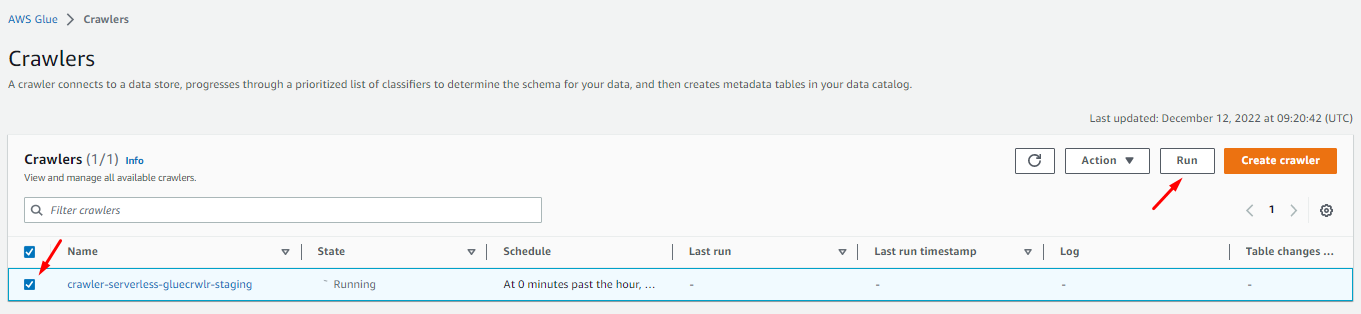 AWS Glue > Crawlers
Crawlers
A crawler connects to a data store, progresses through a prioritized list of classifiers to determine the schema for your data, and then creates metadata tables in your data catalog.
Last updated: December 12, 2022 at 09:20:42 (UTC)
Crawlers (1/1) Info
Action Run Create crawler
View and manage all available crawlers.
Filter crawlers
1
Name State Schedule Last run Last run timestamp Log Table changes ...
crawler-serverless-gluecrwlr-staging Running At 0 minutes past the hour, ... - - - -